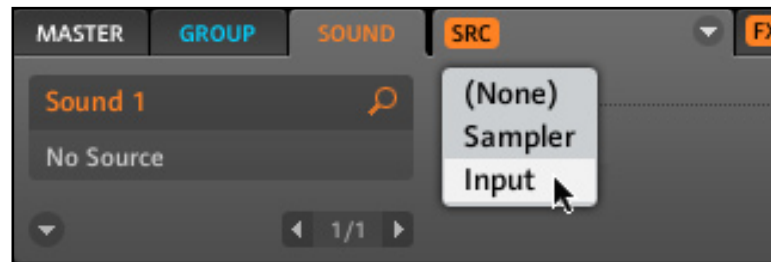 MASTER GROUP SOUND SRC FX
Sound 1
No Source
1/1
(None)
Sampler
Input